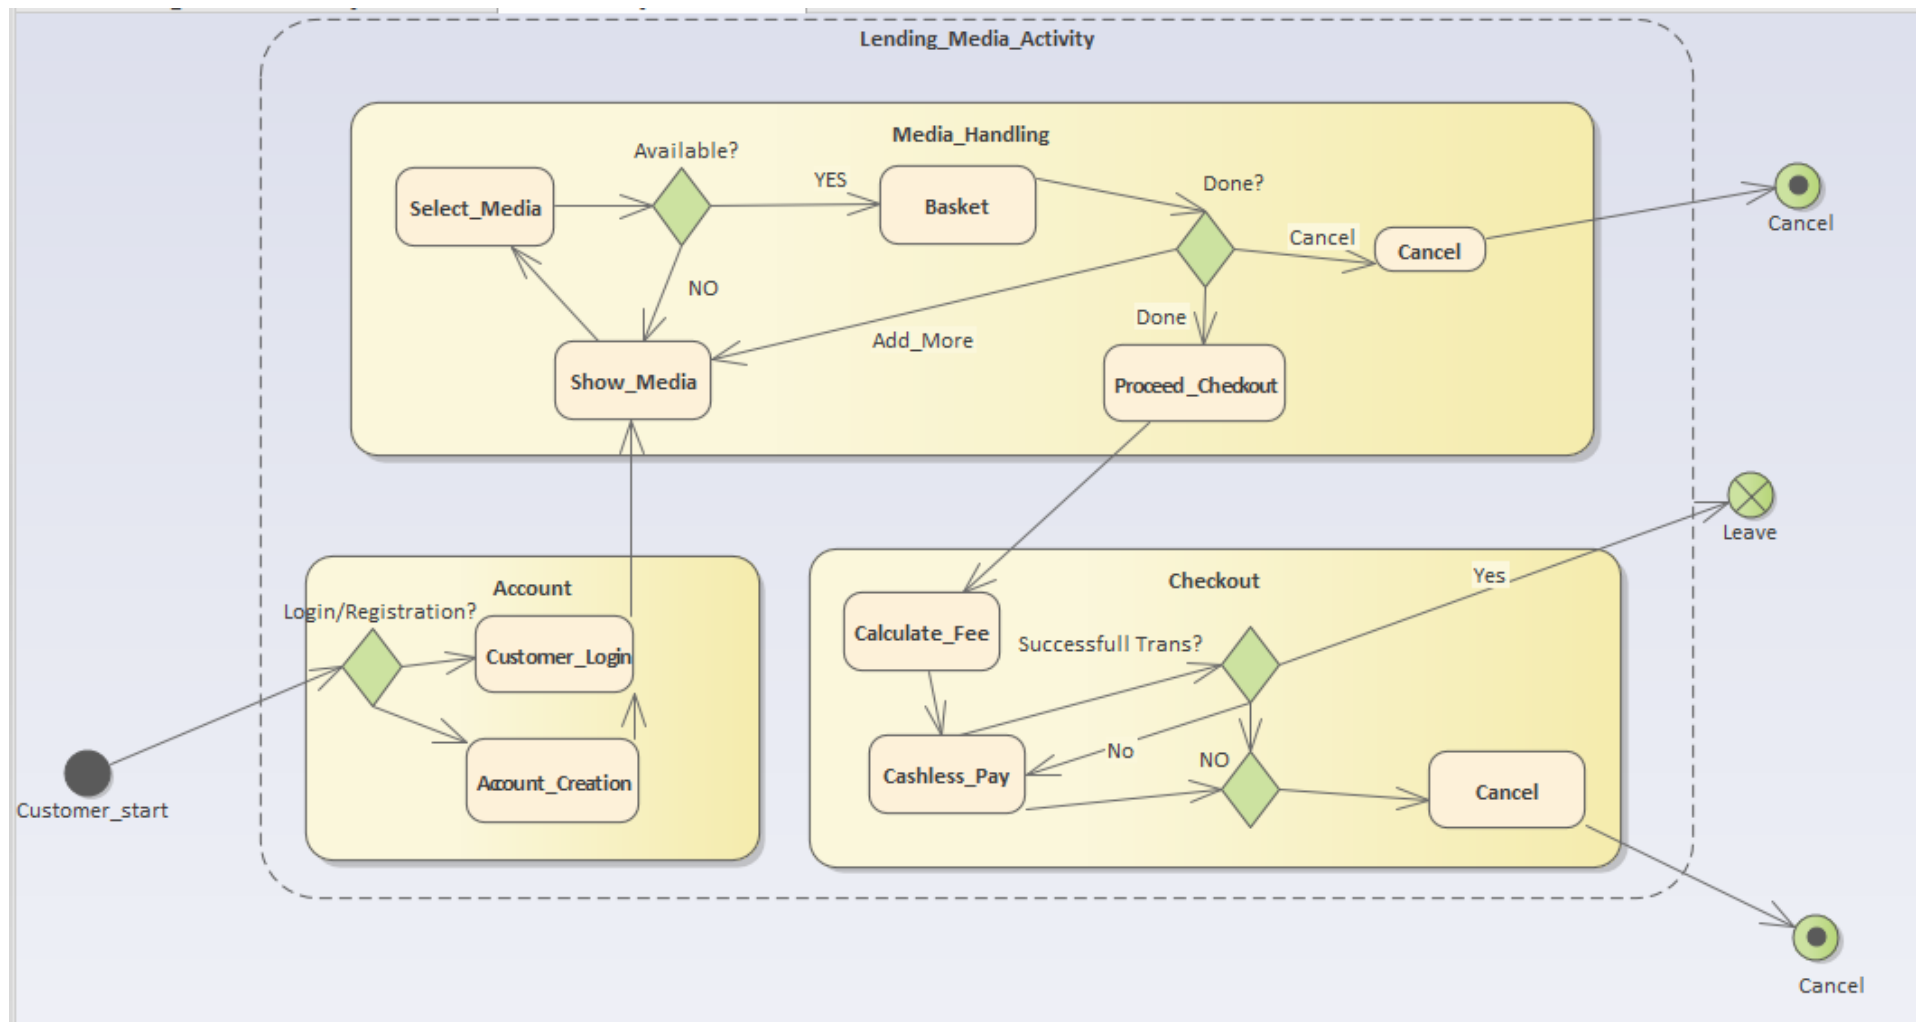 Lending_Media_Activity
Media_Handling
Available?
Select_Media
YES
Basket
Done?
Cancel
Cancel
Cancel
NO
Done
Add_More
Show_Media
Proceed_Checkout
Leave
Account
Login/Registration?
Customer_Login
Account_Creation
Customer_start
Checkout
Yes
Calculate_Fee
Successfull Trans?
No
NO
Cashless_Pay
Cancel
Cancel